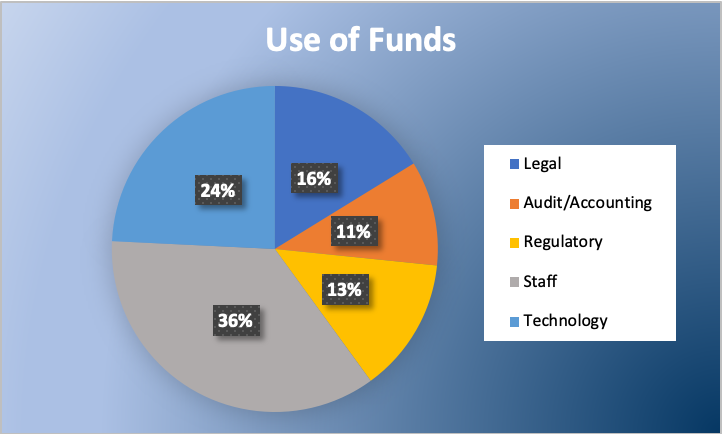 Use of Funds
16%
11%
13%
36%
24%
Legal
Audit/Accounting
Regulatory
Staff
Technology